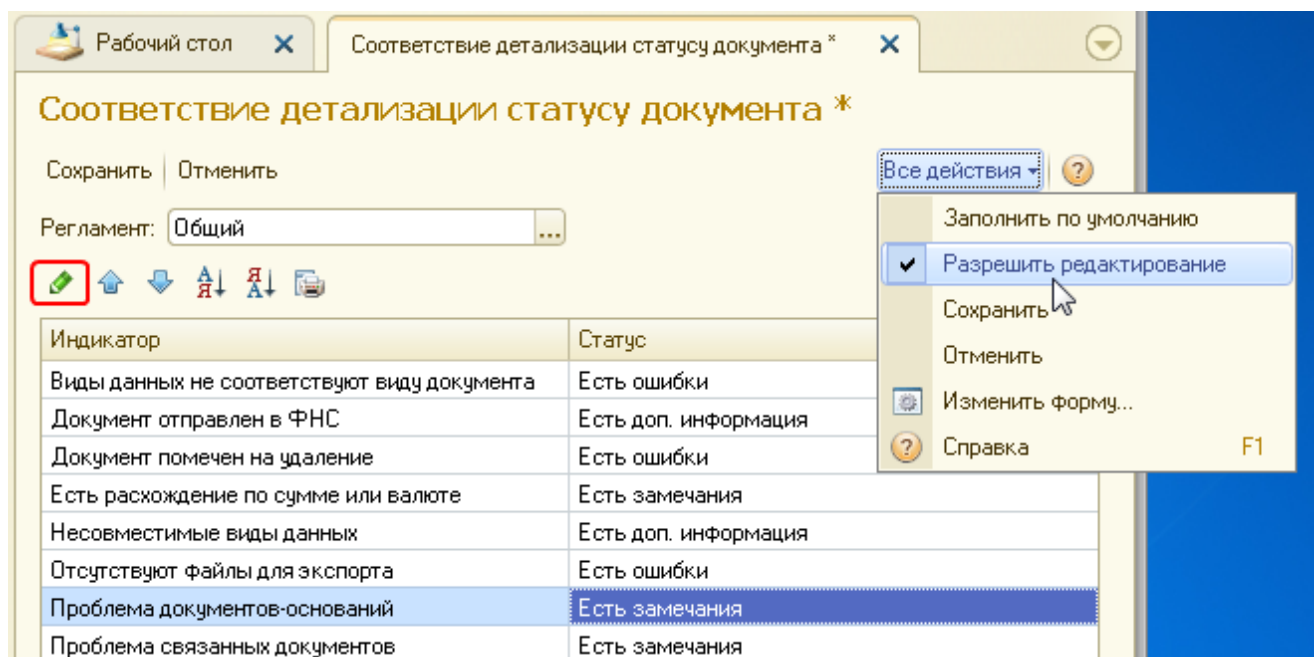 Рабочий стол
Соответствие детализации статусу документа *
Соответствие детализации статусу документа *
Сохранить Отменить
Все действия
?
Регламент: Общий ...
Заполнить по умолчанию
Разрешить редактирование
Сохранить
Отменить
Изменить форму...
? Справка F1
Индикатор Статус
Виды данных не соответствуют виду документа Есть ошибки
Документ отправлен в ФНС Есть доп. информация
Документ помечен на удаление Есть ошибки
Есть расхождение по сумме или валюте Есть замечания
Несовместимые виды данных Есть доп. информация
Отсутствуют файлы для экспорта Есть ошибки
Проблема документов-оснований Есть замечания
Проблема связанных документов Есть замечания